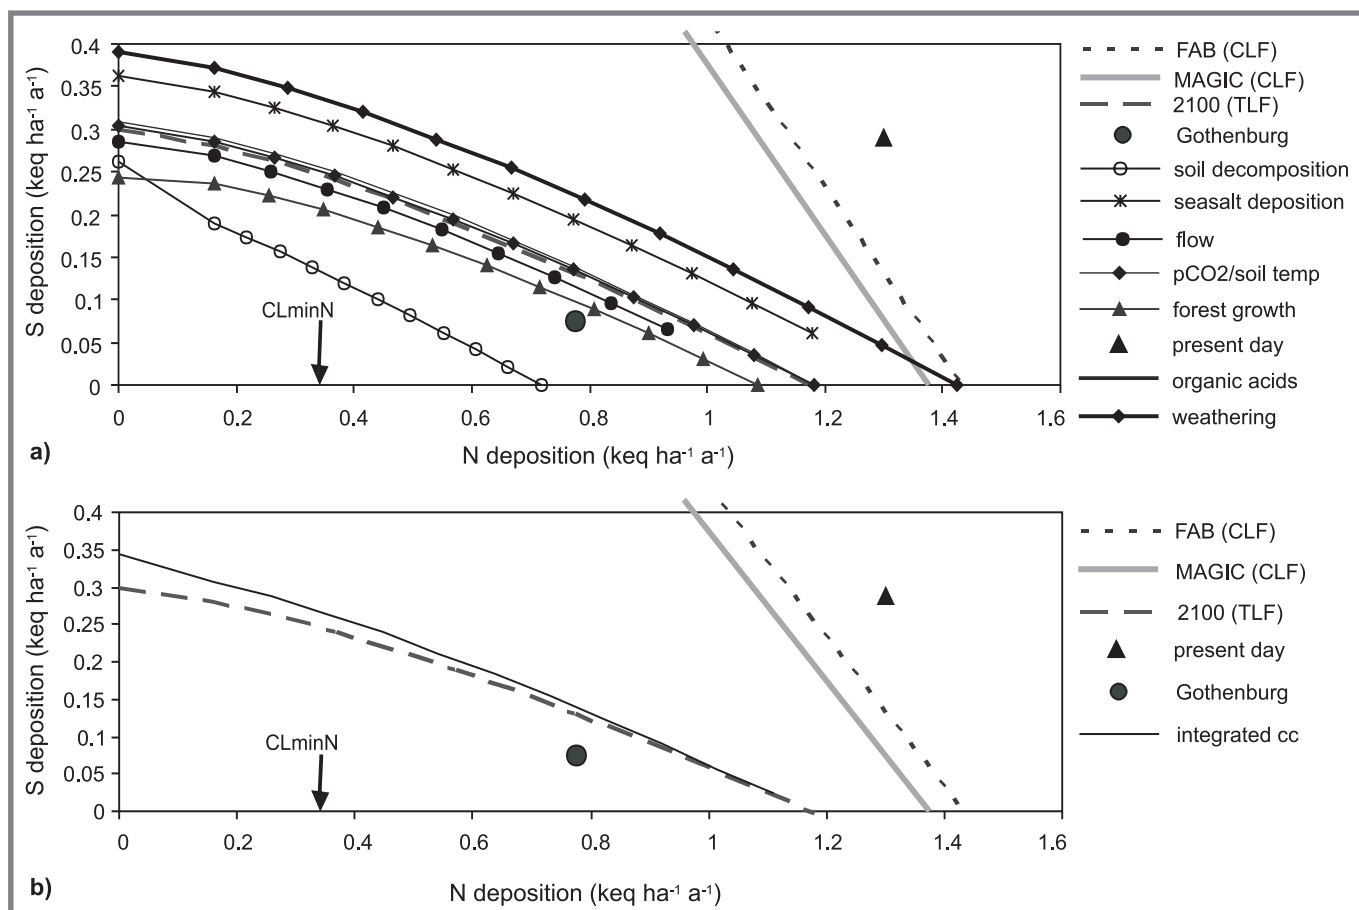 0.4
0.35
0.3
0.25
0.2
0.15
0.1
0.05
0
S deposition (keq ha⁻¹ a⁻¹)
CLminN
0 0.2 0.4 0.6 0.8 1 1.2 1.4 1.6
a)
N deposition (keq ha⁻¹ a⁻¹)
FAB (CLF)
MAGIC (CLF)
2100 (TLF)
Gothenburg
soil decomposition
seasalt deposition
flow
pCO2/soil temp
forest growth
present day
organic acids
weathering
0.4
0.35
0.3
0.25
0.2
0.15
0.1
0.05
0
S deposition (keq ha⁻¹ a⁻¹)
CLminN
0 0.2 0.4 0.6 0.8 1 1.2 1.4 1.6
b)
N deposition (keq ha⁻¹ a⁻¹)
FAB (CLF)
MAGIC (CLF)
2100 (TLF)
present day
Gothenburg
integrated cc